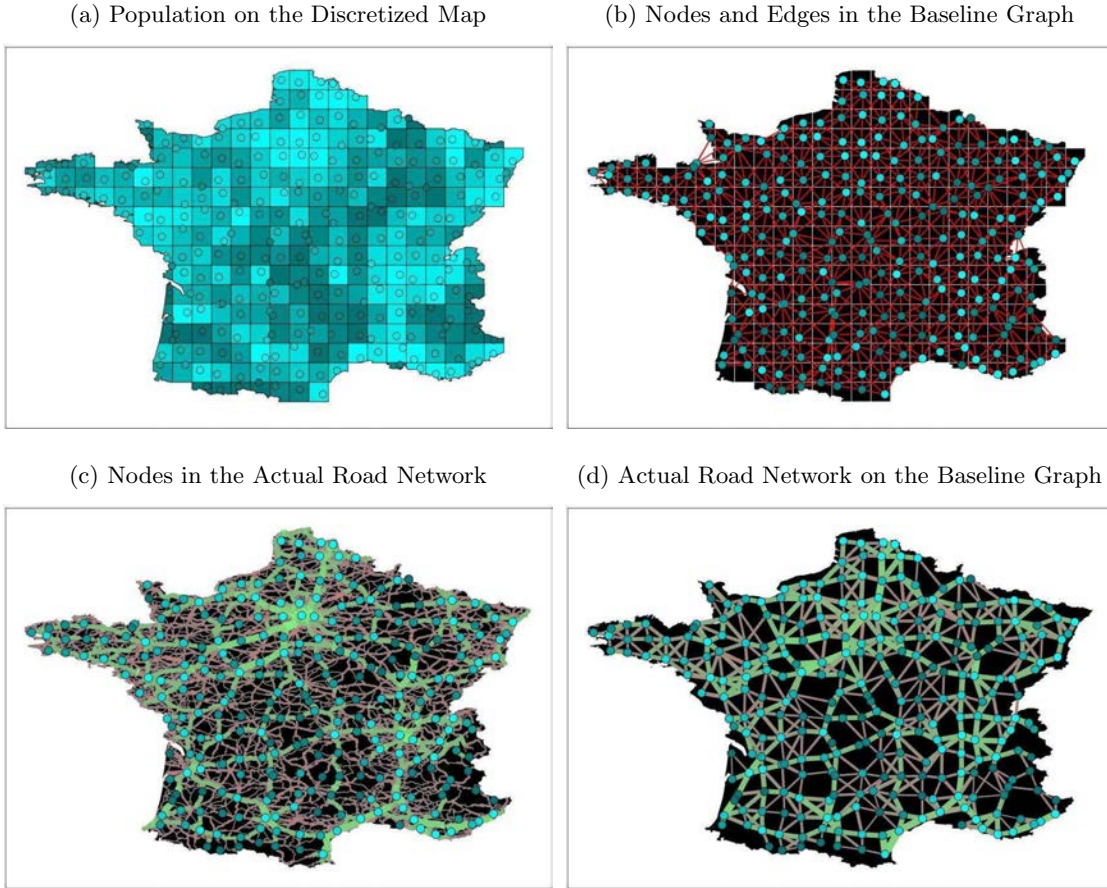 (a) Population on the Discretized Map
(b) Nodes and Edges in the Baseline Graph
(c) Nodes in the Actual Road Network
(d) Actual Road Network on the Baseline Graph